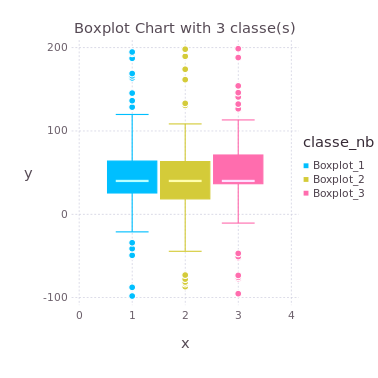 Boxplot Chart with 3 classe(s)
200
100
0
-100
y
0 1 2 3 4
x
classe_nb
Boxplot_1
Boxplot_2
Boxplot_3